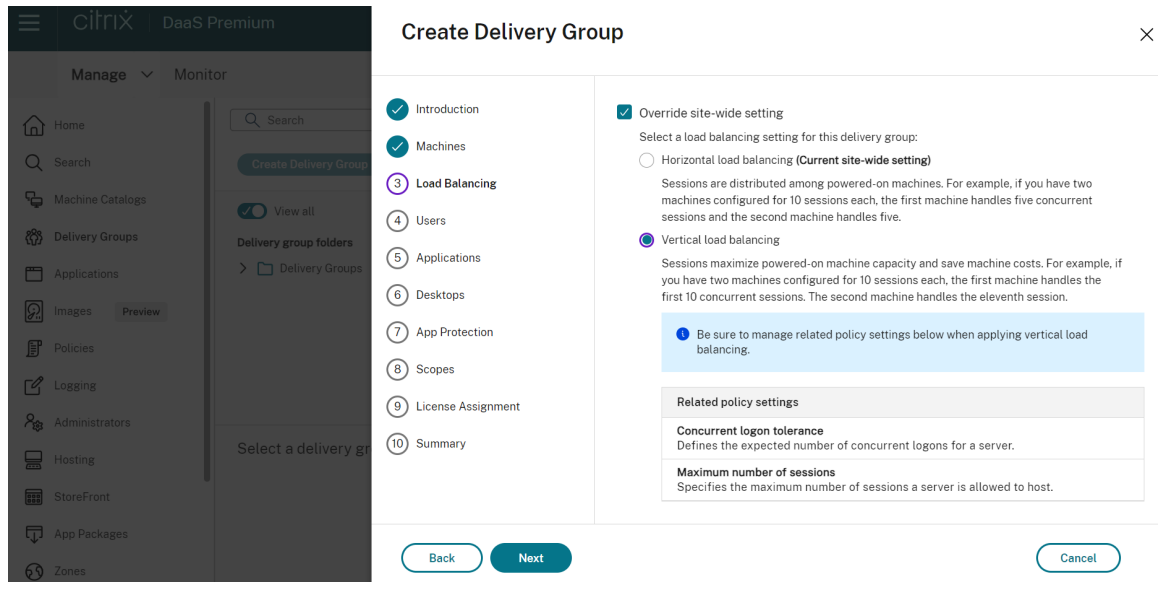 citrix DaaS Premium
Manage Monitor
Home
Search
Machine Catalogs
Delivery Groups
Applications
Images Preview
Policies
Logging
Administrators
Hosting
StoreFront
App Packages
Zones
Search
Create Delivery Group
View all
Delivery group folders
Delivery Groups
Select a delivery gr
Create Delivery Group
Introduction
Machines
3 Load Balancing
4 Users
5 Applications
6 Desktops
7 App Protection
8 Scopes
9 License Assignment
10 Summary
Override site-wide setting
Select a load balancing setting for this delivery group:
Horizontal load balancing (Current site-wide setting)
Sessions are distributed among powered-on machines. For example, if you have two
machines configured for 10 sessions each, the first machine handles five concurrent
sessions and the second machine handles five.
Vertical load balancing
Sessions maximize powered-on machine capacity and save machine costs. For example, if
you have two machines configured for 10 sessions each, the first machine handles the
first 10 concurrent sessions. The second machine handles the eleventh session.
Be sure to manage related policy settings below when applying vertical load
balancing.
Related policy settings
Concurrent logon tolerance
Defines the expected number of concurrent logons for a server.
Maximum number of sessions
Specifies the maximum number of sessions a server is allowed to host.
Back Next Cancel